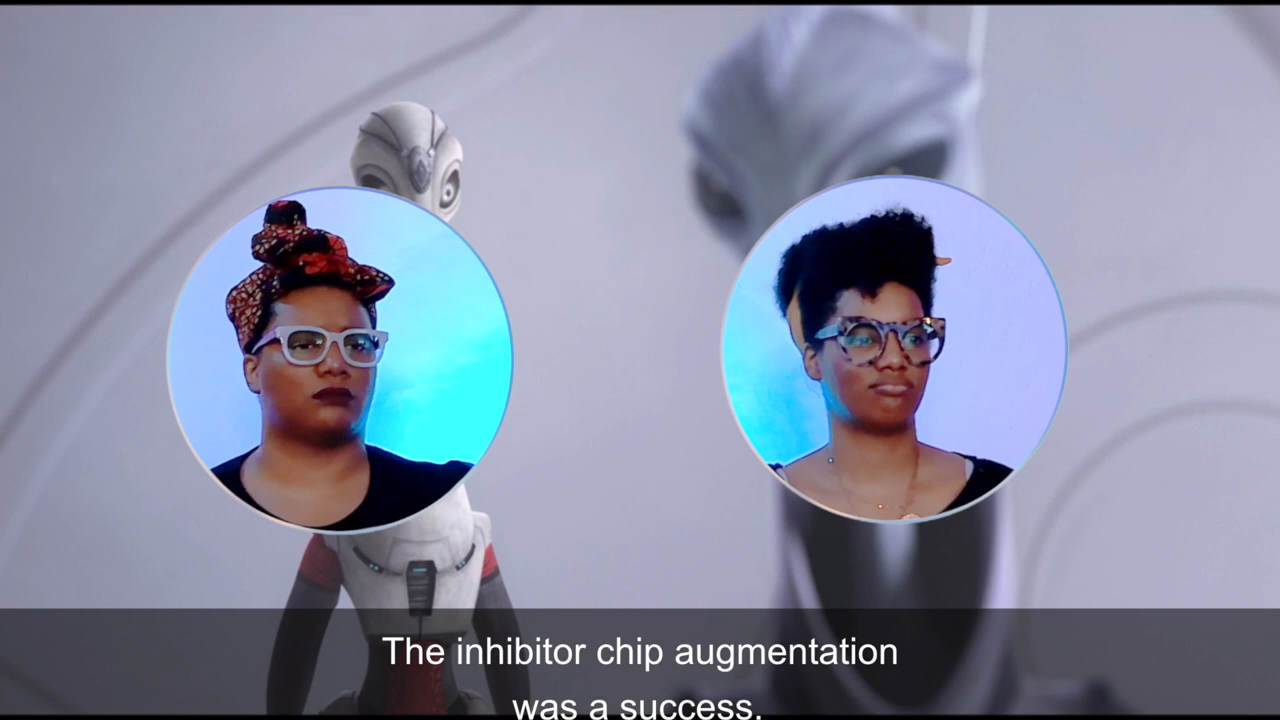 The inhibitor chip augmentation
was a success.